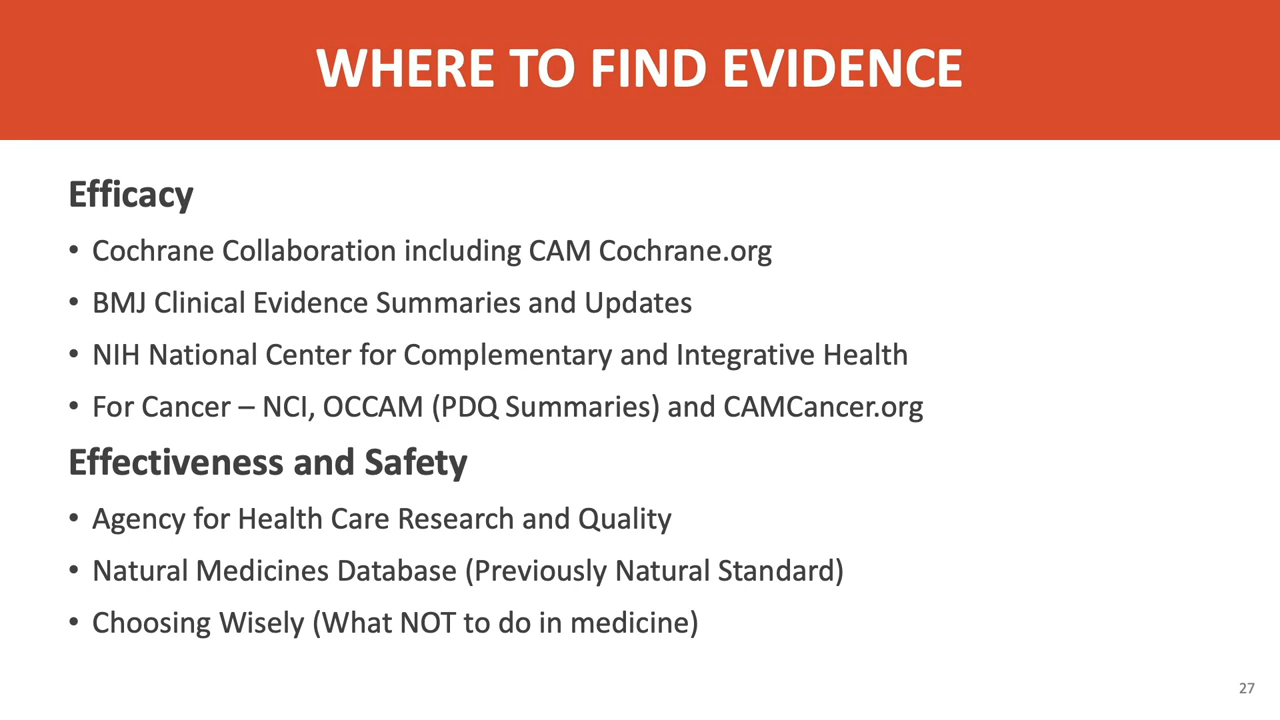 WHERE TO FIND EVIDENCE
Efficacy
• Cochrane Collaboration including CAM Cochrane.org
• BMJ Clinical Evidence Summaries and Updates
• NIH National Center for Complementary and Integrative Health
• For Cancer – NCI, OCCAM (PDQ Summaries) and CAMCancer.org
Effectiveness and Safety
• Agency for Health Care Research and Quality
• Natural Medicines Database (Previously Natural Standard)
• Choosing Wisely (What NOT to do in medicine)
27